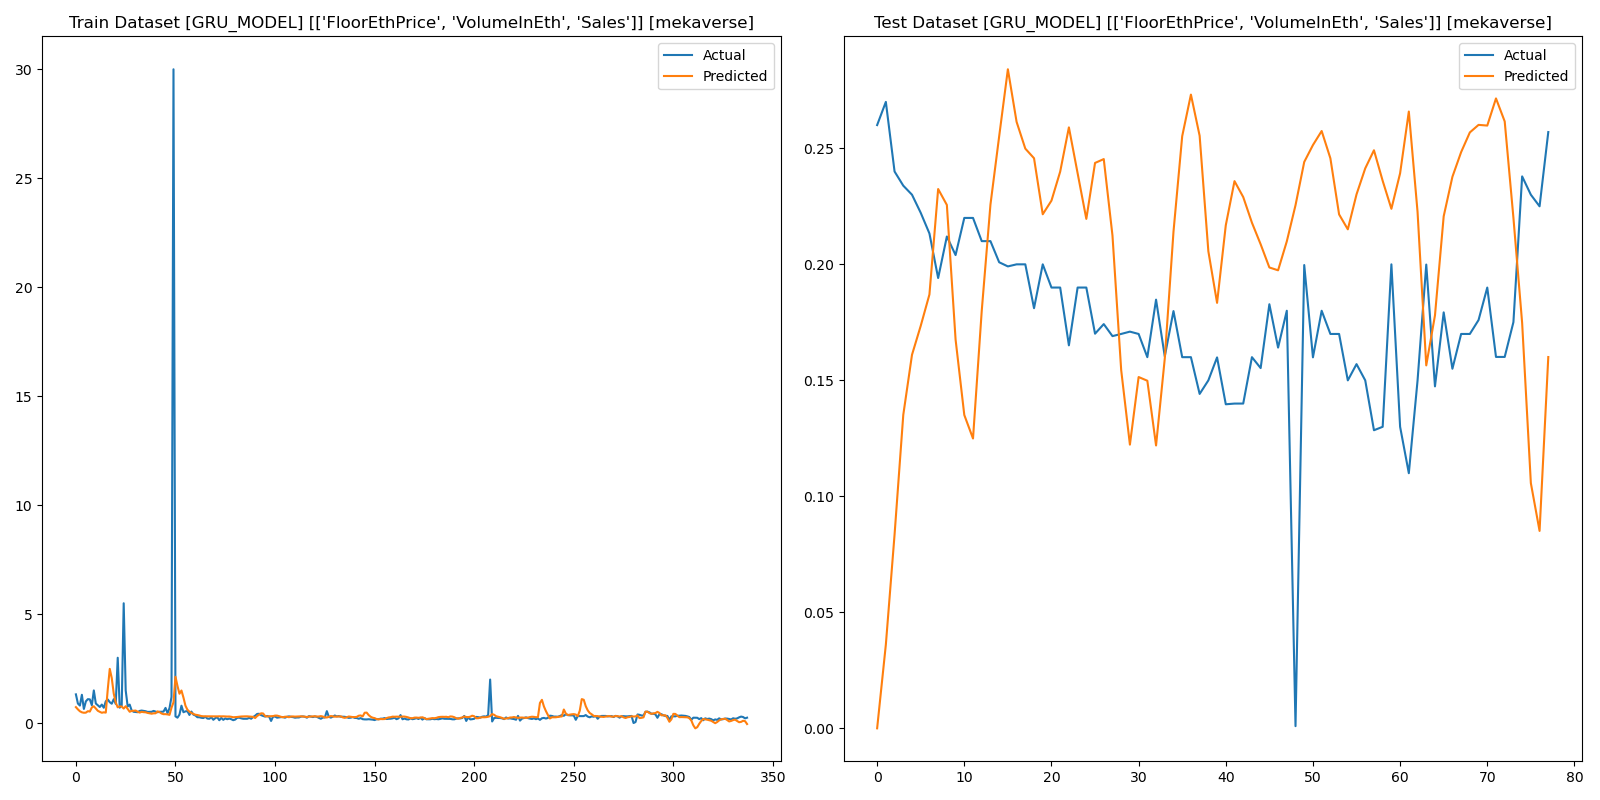 Train Dataset [GRU_MODEL] [['FloorEthPrice', 'VolumeInEth', 'Sales']] [mekaverse]
Actual
Predicted
30
25
20
15
10
5
0
0 50 100 150 200 250 300 350
Test Dataset [GRU_MODEL] [['FloorEthPrice', 'VolumeInEth', 'Sales']] [mekaverse]
Actual
Predicted
0.25
0.20
0.15
0.10
0.05
0.00
0 10 20 30 40 50 60 70 80